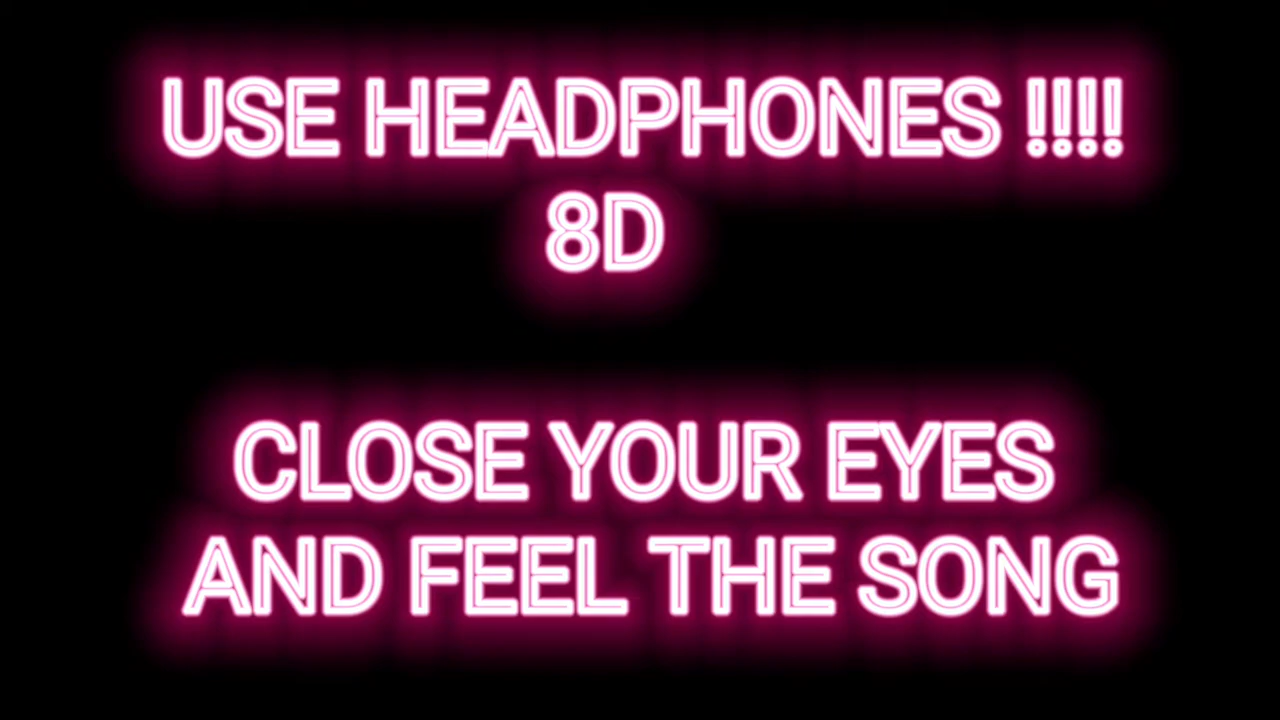 USE HEADPHONES !!!!
8D
CLOSE YOUR EYES
AND FEEL THE SONG